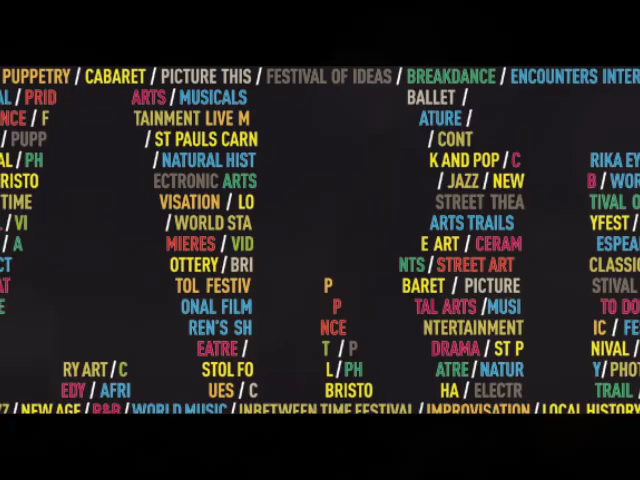 PUPPETRY / CABARET / PICTURE THIS / FESTIVAL OF IDEAS / BREAKDANCE / ENCOUNTERS INTER
AL / PRID ARTS / MUSICALS BALLET /
NCE / F TAINMENT LIVE M ATURE /
/ PUPP / ST PAULS CARN / CONT
AL / PH / NATURAL HIST K AND POP / C RIKA EY
RISTO ECTRONIC ARTS / JAZZ / NEW B / WOR
TIME VISATION / LO STREET THEA TIVAL O
/ VI / WORLD STA ARTS TRAILS YFEST /
/ A MIERES / VID E ART / CERAM ESPEA
CT OTTERY / BRI NTS / STREET ART CLASSIC
AT TOL FESTIV P BARET / PICTURE STIVAL
E ONAL FILM P TAL ARTS / MUSI TO DO
REN'S SH NCE NTERTAINMENT IC / FE
EATRE / T / P DRAMA / ST P NIVAL /
RY ART / C STOL FO L / PH ATRE / NATUR Y / PHOT
EDY / AFRI UES / C BRISTO HA / ELECTR TRAIL /
/ NEW AGE / R&B / WORLD MUSIC / INBETWEEN TIME FESTIVAL / IMPROVISATION / LOCAL HISTORY